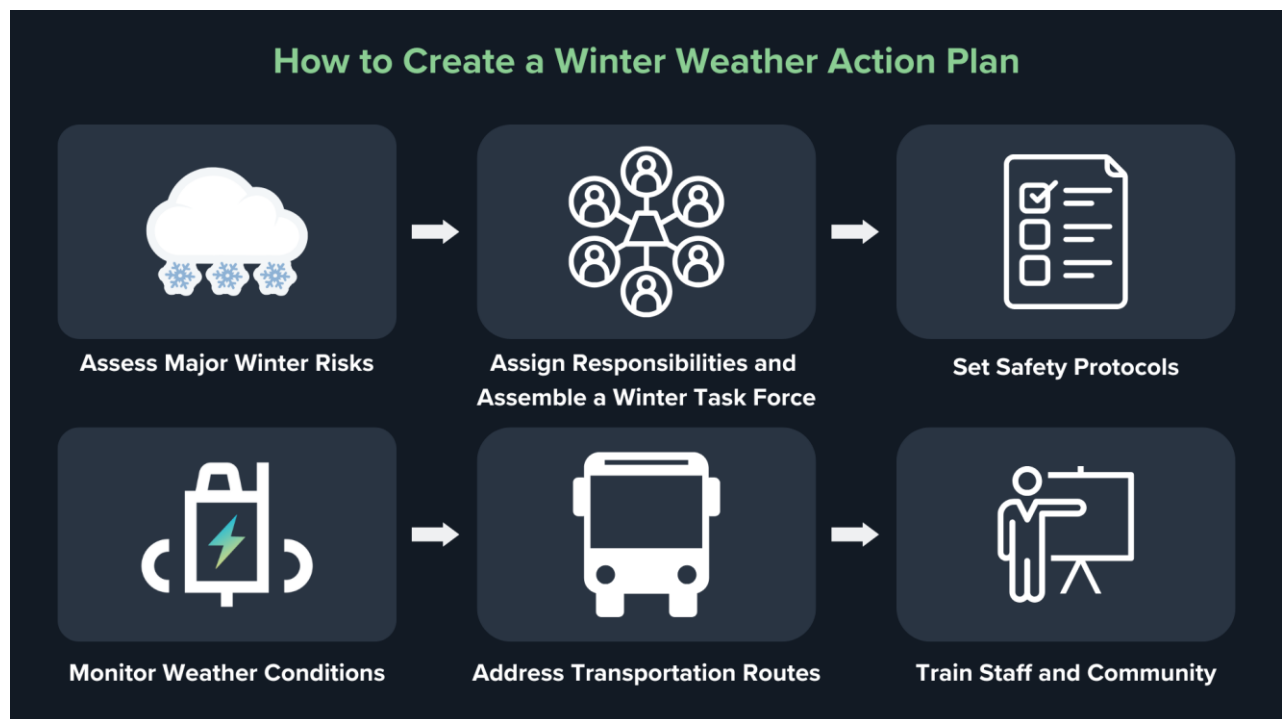 How to Create a Winter Weather Action Plan
Assess Major Winter Risks
Assign Responsibilities and
Assemble a Winter Task Force
Set Safety Protocols
Monitor Weather Conditions
Address Transportation Routes
Train Staff and Community